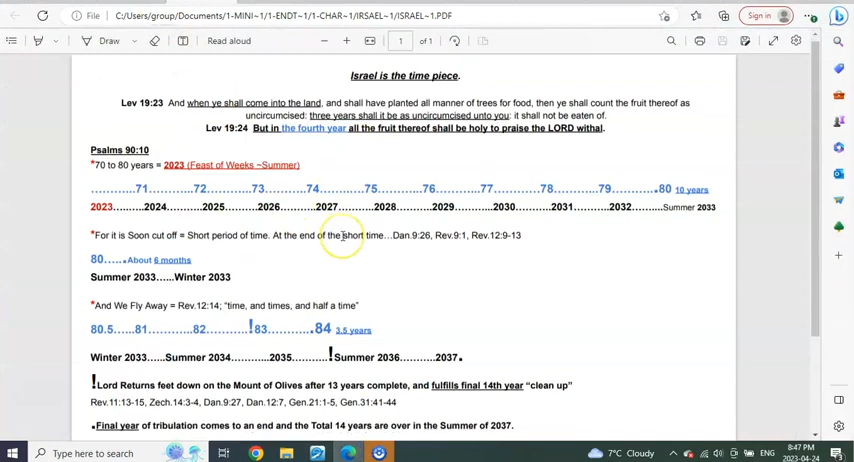 File
C:/Users/group/Documents/1-MINI~1/1-ENDT~1/1-CHAR~1/IRSAEL~1/ISRAEL~1.PDF
Sign in
Draw
Read aloud
1
of 1
Israel is the time piece.
Lev 19:23 And when ye shall come into the land, and shall have planted all manner of trees for food, then ye shall count the fruit thereof as
uncircumcised: three years shall it be as uncircumcised unto you: it shall not be eaten of.
Lev 19:24 But in the fourth year all the fruit thereof shall be holy to praise the LORD withal.
Psalms 90:10
*70 to 80 years = 2023 (Feast of Weeks ~Summer)
…………71…………72…………73…………74…………75…………76…………77…………78…………79………….80 10 years
2023………2024………2025………2026………2027………2028………2029………2030………2031………2032………Summer 2033
*For it is Soon cut off = Short period of time. At the end of the short time…Dan.9:26, Rev.9:1, Rev.12:9-13
80…...About 6 months
Summer 2033…...Winter 2033
*And We Fly Away = Rev.12:14; “time, and times, and half a time”
80.5……81…………82…………!83………….84 3.5 years
Winter 2033……Summer 2034………...2035…………!Summer 2036………2037.
!Lord Returns feet down on the Mount of Olives after 13 years complete, and fulfills final 14th year “clean up”
Rev.11:13-15, Zech.14:3-4, Dan.9:27, Dan.12:7, Gen.21:1-5, Gen.31:41-44
.Final year of tribulation comes to an end and the Total 14 years are over in the Summer of 2037.
Type here to search
7°C Cloudy
ENG
8:47 PM
2023-04-24
3